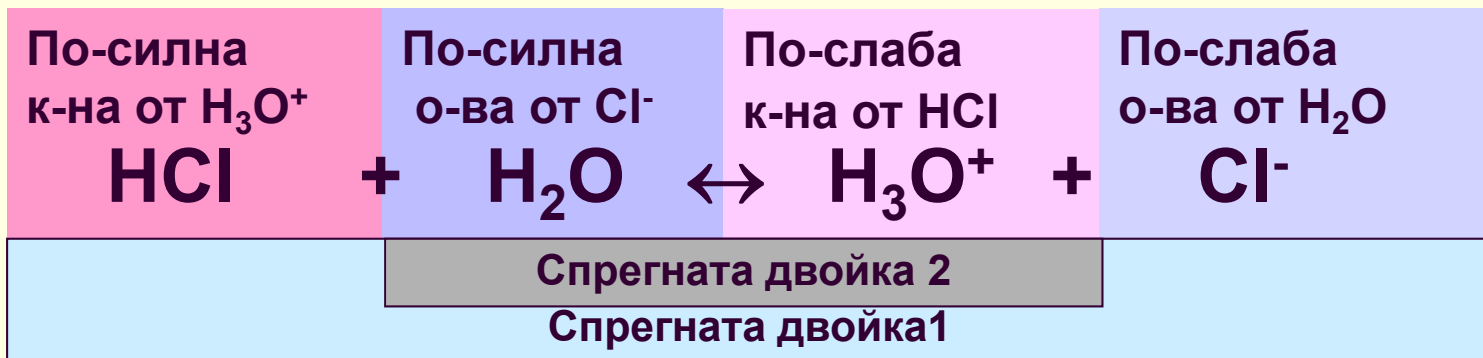 По-силна
к-на от H₃O⁺
По-силна
о-ва от Cl⁻
По-слаба
к-на от HCl
По-слаба
о-ва от H₂O
HCl + H₂O ↔ H₃O⁺ + Cl⁻
Спрегната двойка 2
Спрегната двойка1